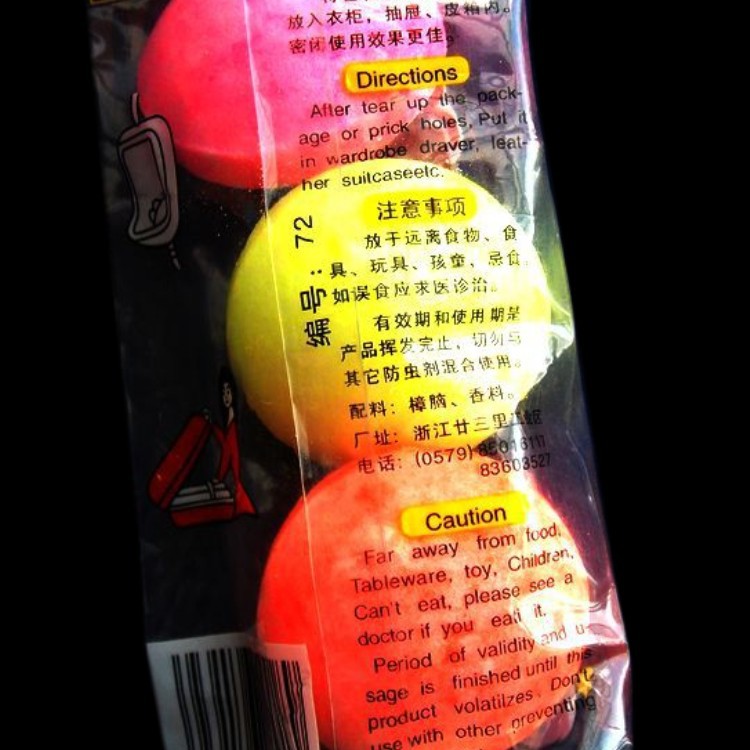 放入衣柜，抽屉、皮箱内。
密闭使用效果更佳。
Directions
After tear up the pack-
age or prick holes, Put it
in wardrobe draver, leat-
her suitcaseetc.
注意事项
放于远离食物、食
具、玩具、孩童，忌食，
如误食应求医诊治。
有效期和使用期是
产品挥发完止，切勿与
其它防虫剂混合使用。
配料：樟脑、香料。
厂址：浙江廿三里工业区
电话：(0579)
83603527
编号：72
Caution
Far away from food,
Tableware, toy, Children,
Can't eat, please see a
doctor if you eat it.
Period of validity and u-
sage is finished until this
product volatilzes. Don't
use with other preventing